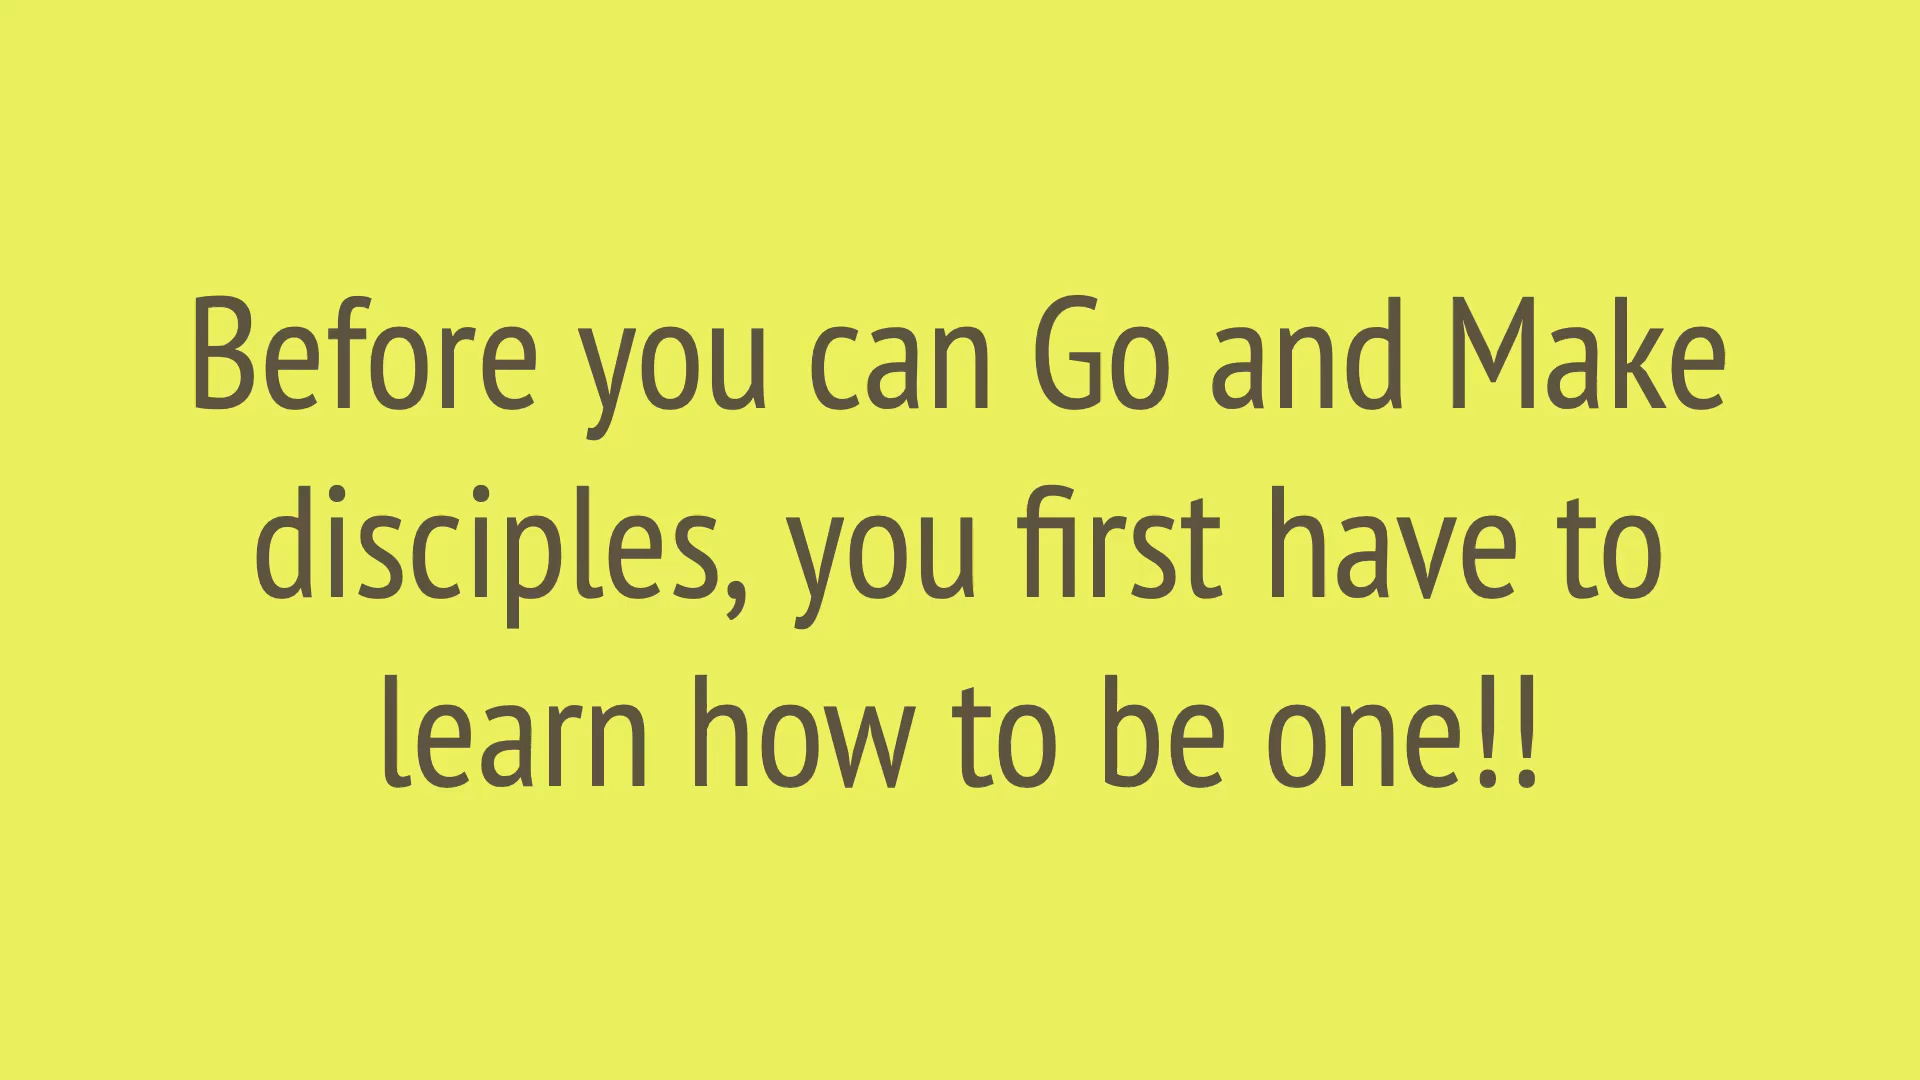 Before you can Go and Make
disciples, you first have to
learn how to be one!!